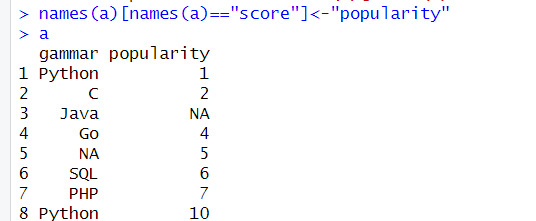 > names(a)[names(a)=="score"]<-"popularity"
> a
  gammar popularity
1 Python          1
2      C          2
3   Java         NA
4     Go          4
5     NA          5
6    SQL          6
7    PHP          7
8 Python         10